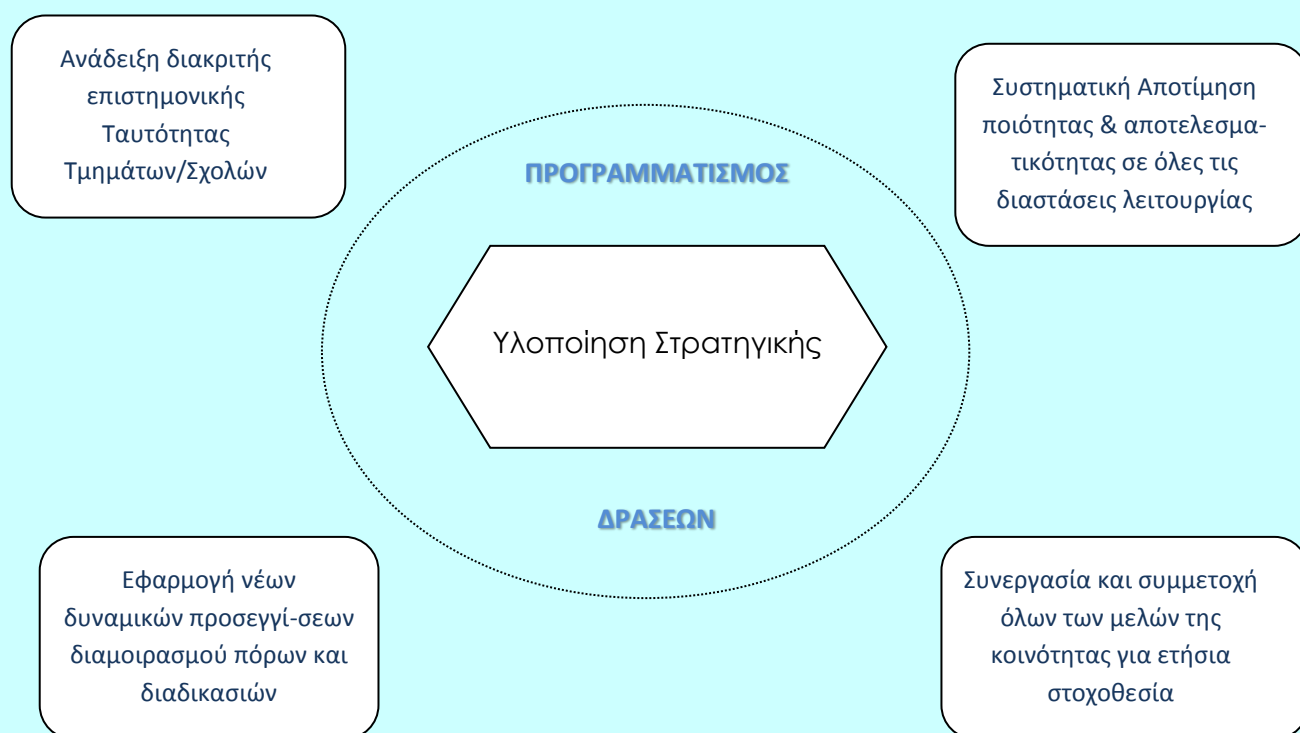 Ανάδειξη διακριτής
επιστημονικής
Ταυτότητας
Τμημάτων/Σχολών
Συστηματική Αποτίμηση
ποιότητας & αποτελεσμα-
τικότητας σε όλες τις
διαστάσεις λειτουργίας
ΠΡΟΓΡΑΜΜΑΤΙΣΜΟΣ
Υλοποίηση Στρατηγικής
ΔΡΑΣΕΩΝ
Εφαρμογή νέων
δυναμικών προσεγγί-σεων
διαμοιρασμού πόρων και
διαδικασιών
Συνεργασία και συμμετοχή
όλων των μελών της
κοινότητας για ετήσια
στοχοθεσία